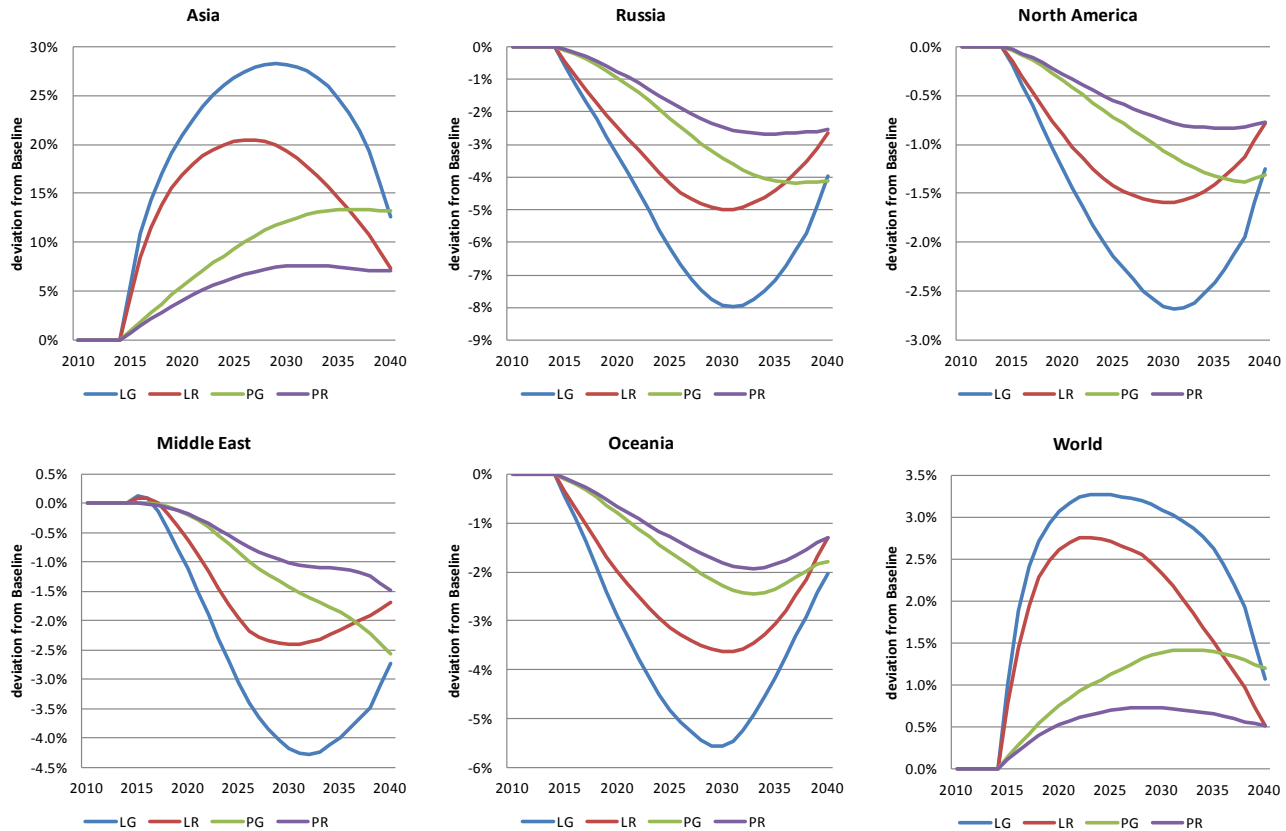 Asia
deviation from Baseline
30%
25%
20%
15%
10%
5%
0%
2010 2015 2020 2025 2030 2035 2040
LG LR PG PR
Russia
deviation from Baseline
0%
-1%
-2%
-3%
-4%
-5%
-6%
-7%
-8%
-9%
2010 2015 2020 2025 2030 2035 2040
LG LR PG PR
North America
deviation from Baseline
0.0%
-0.5%
-1.0%
-1.5%
-2.0%
-2.5%
-3.0%
2010 2015 2020 2025 2030 2035 2040
LG LR PG PR
Middle East
deviation from Baseline
0.5%
0.0%
-0.5%
-1.0%
-1.5%
-2.0%
-2.5%
-3.0%
-3.5%
-4.0%
-4.5%
2010 2015 2020 2025 2030 2035 2040
LG LR PG PR
Oceania
deviation from Baseline
0%
-1%
-2%
-3%
-4%
-5%
-6%
2010 2015 2020 2025 2030 2035 2040
LG LR PG PR
World
deviation from Baseline
3.5%
3.0%
2.5%
2.0%
1.5%
1.0%
0.5%
0.0%
2010 2015 2020 2025 2030 2035 2040
LG LR PG PR